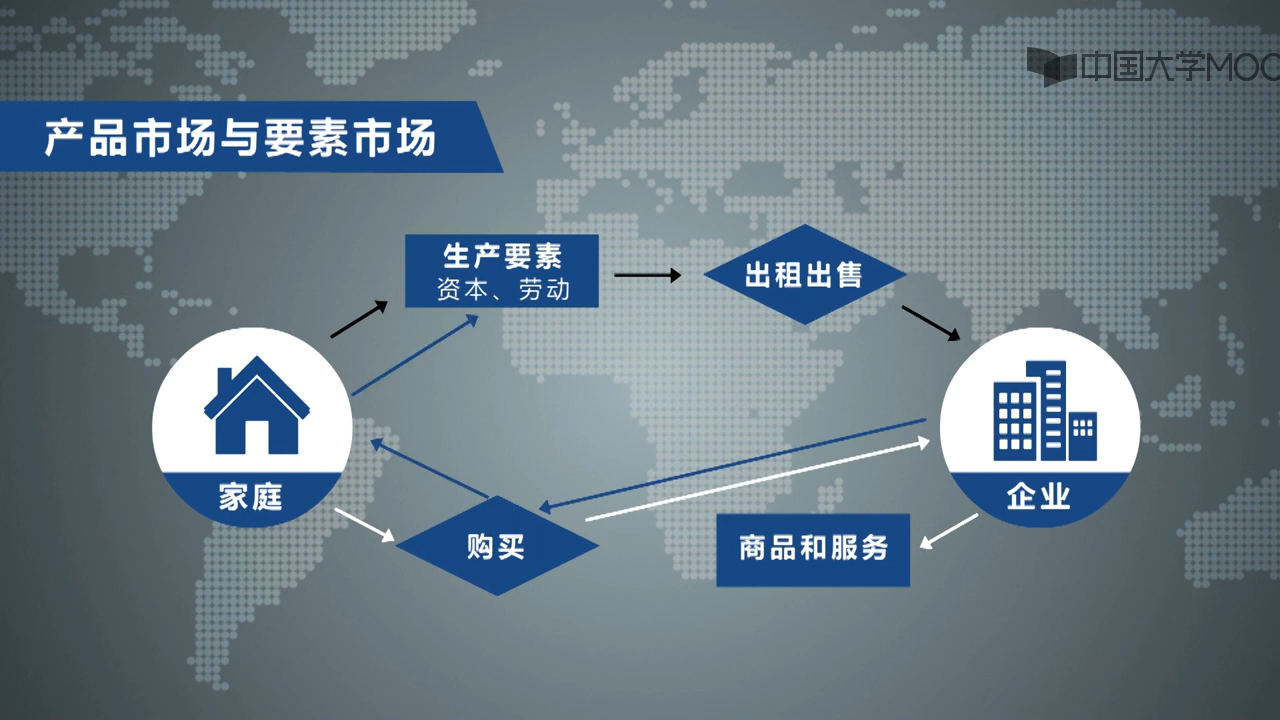 中国大学MOO
产品市场与要素市场
生产要素
资本、劳动
出租出售
家庭
企业
购买
商品和服务